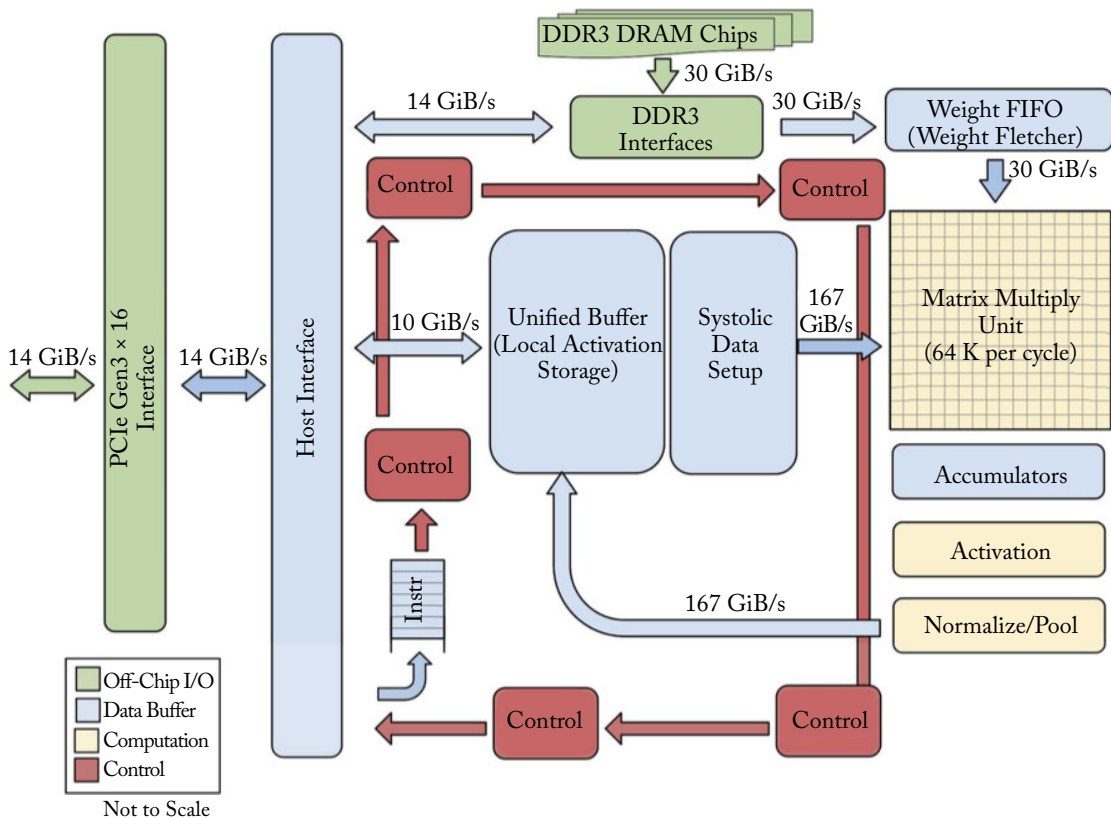 DDR3 DRAM Chips
30 GiB/s
14 GiB/s
30 GiB/s
DDR3
Interfaces
Weight FIFO
(Weight Fletcher)
30 GiB/s
Control
Control
Matrix Multiply
Unit
(64 K per cycle)
14 GiB/s
PCIe Gen3 × 16
Interface
14 GiB/s
Host Interface
10 GiB/s
Unified Buffer
(Local Activation
Storage)
Systolic
Data
Setup
167
GiB/s
Control
Accumulators
Instr
Activation
167 GiB/s
Normalize/Pool
Control
Control
Off-Chip I/O
Data Buffer
Computation
Control
Not to Scale